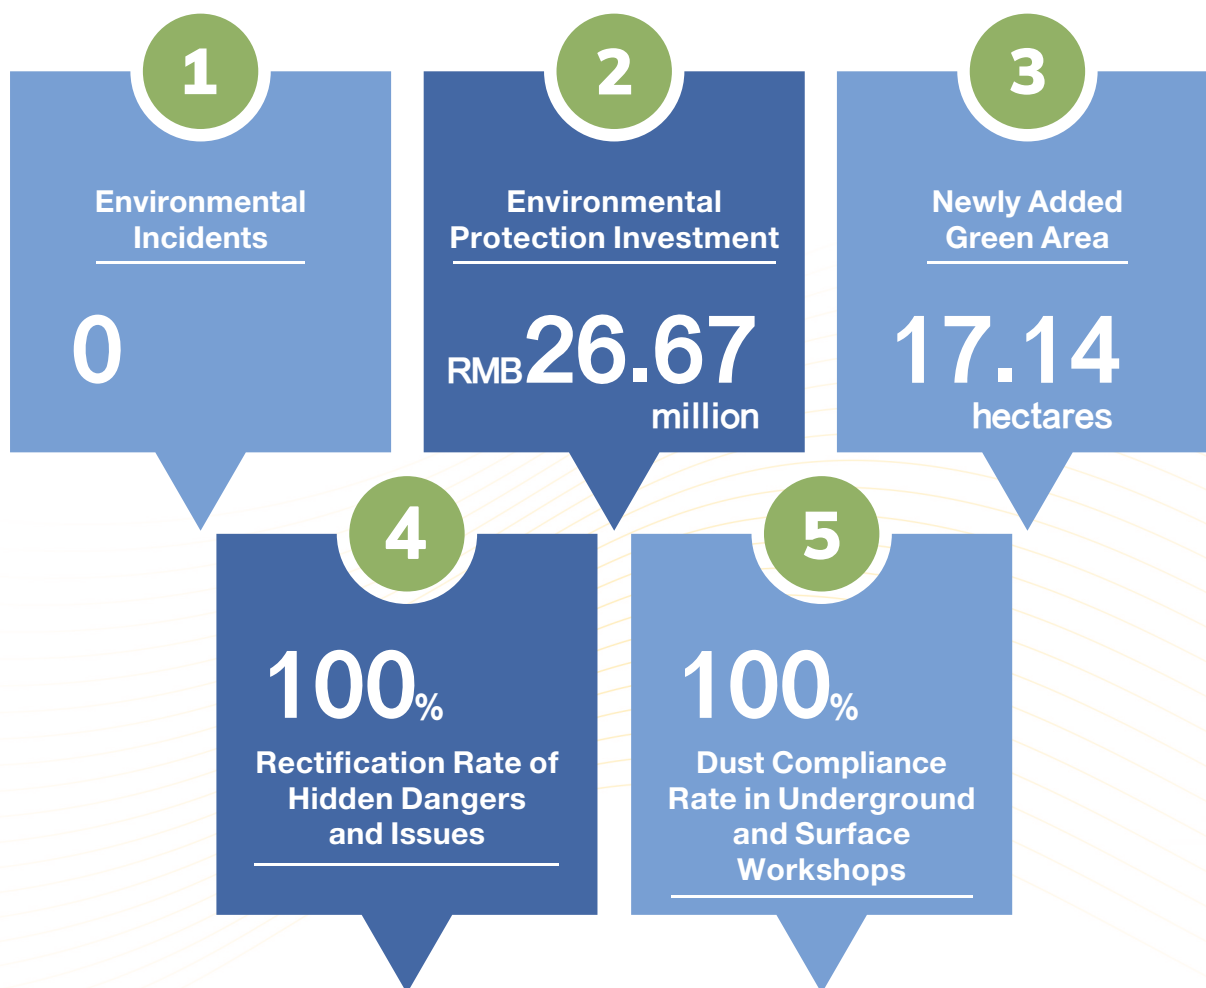 1
Environmental
Incidents
0
2
Environmental
Protection Investment
RMB26.67
million
3
Newly Added
Green Area
17.14
hectares
4
100%
Rectification Rate of
Hidden Dangers
and Issues
5
100%
Dust Compliance
Rate in Underground
and Surface
Workshops